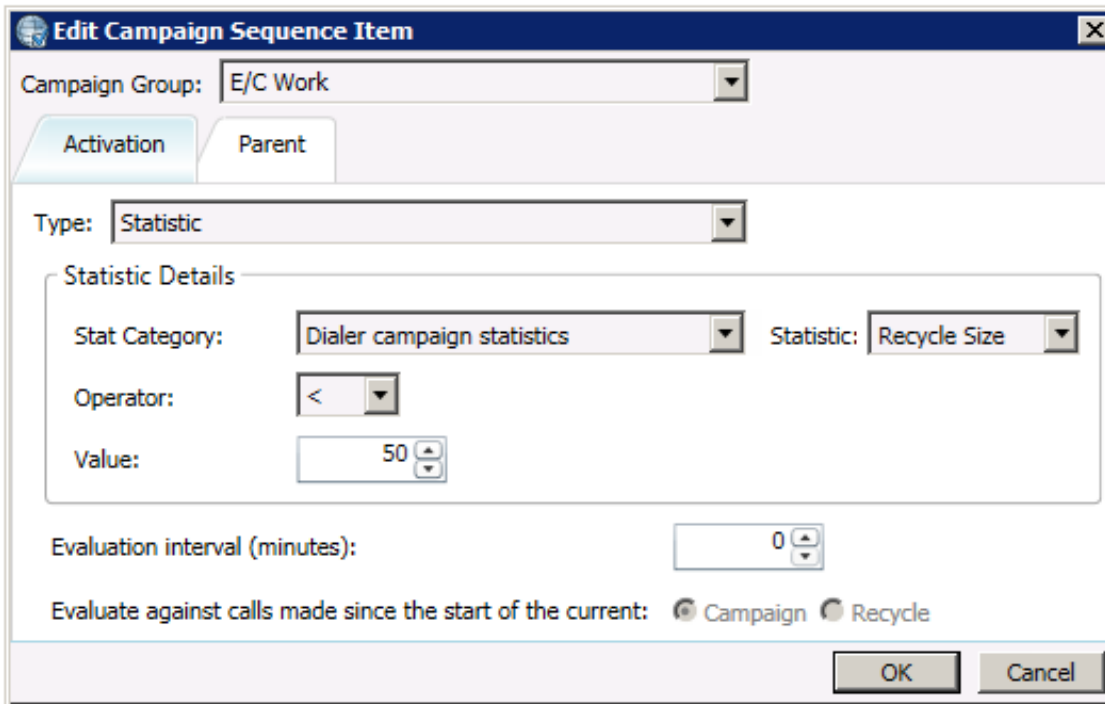 Edit Campaign Sequence Item
Campaign Group: E/C Work
Activation Parent
Type: Statistic
Statistic Details
Stat Category: Dialer campaign statistics Statistic: Recycle Size
Operator: <
Value: 50
Evaluation interval (minutes): 0
Evaluate against calls made since the start of the current: Campaign Recycle
OK Cancel